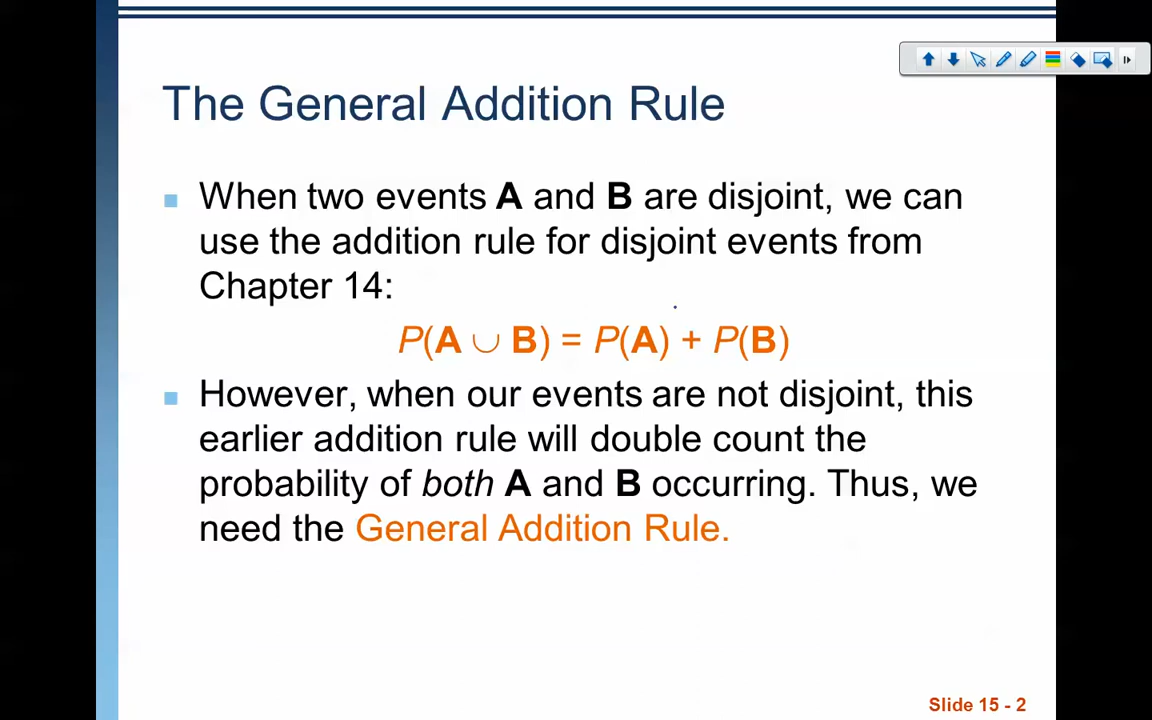 The General Addition Rule
When two events A and B are disjoint, we can
use the addition rule for disjoint events from
Chapter 14:
P(A ∪ B) = P(A) + P(B)
However, when our events are not disjoint, this
earlier addition rule will double count the
probability of both A and B occurring. Thus, we
need the General Addition Rule.
Slide 15 - 2